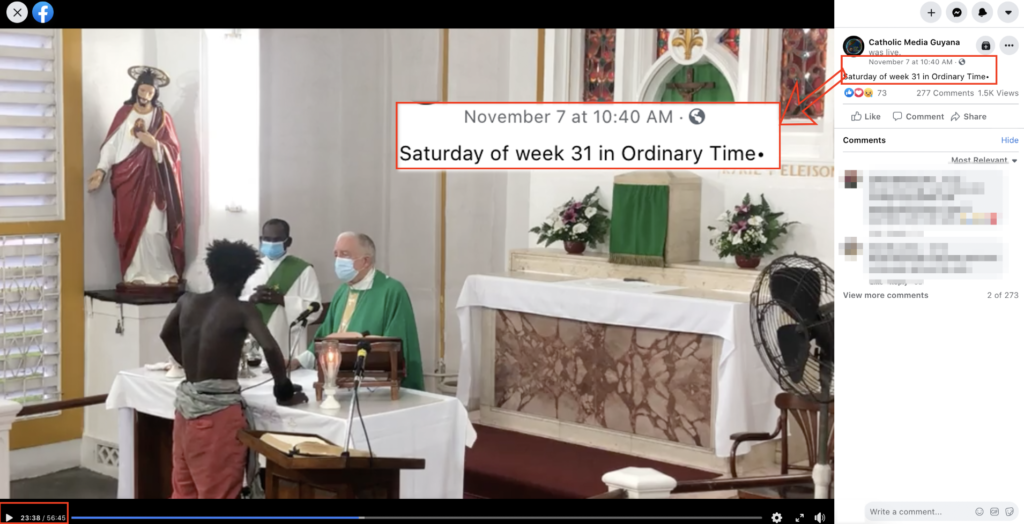 November 7 at 10:40 AM
Saturday of week 31 in Ordinary Time•
ELEISON
23:38 / 56:45
Catholic Media Guyana
was live.
November 7 at 10:40 AM
Saturday of week 31 in Ordinary Time•
73
277 Comments 1.5K Views
Like Comment Share
Comments Hide
Most Relevant
View more comments 2 of 273
Write a comment...